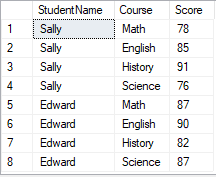 StudentName Course Score
1 Sally Math 78
2 Sally English 85
3 Sally History 91
4 Sally Science 76
5 Edward Math 87
6 Edward English 90
7 Edward History 82
8 Edward Science 87